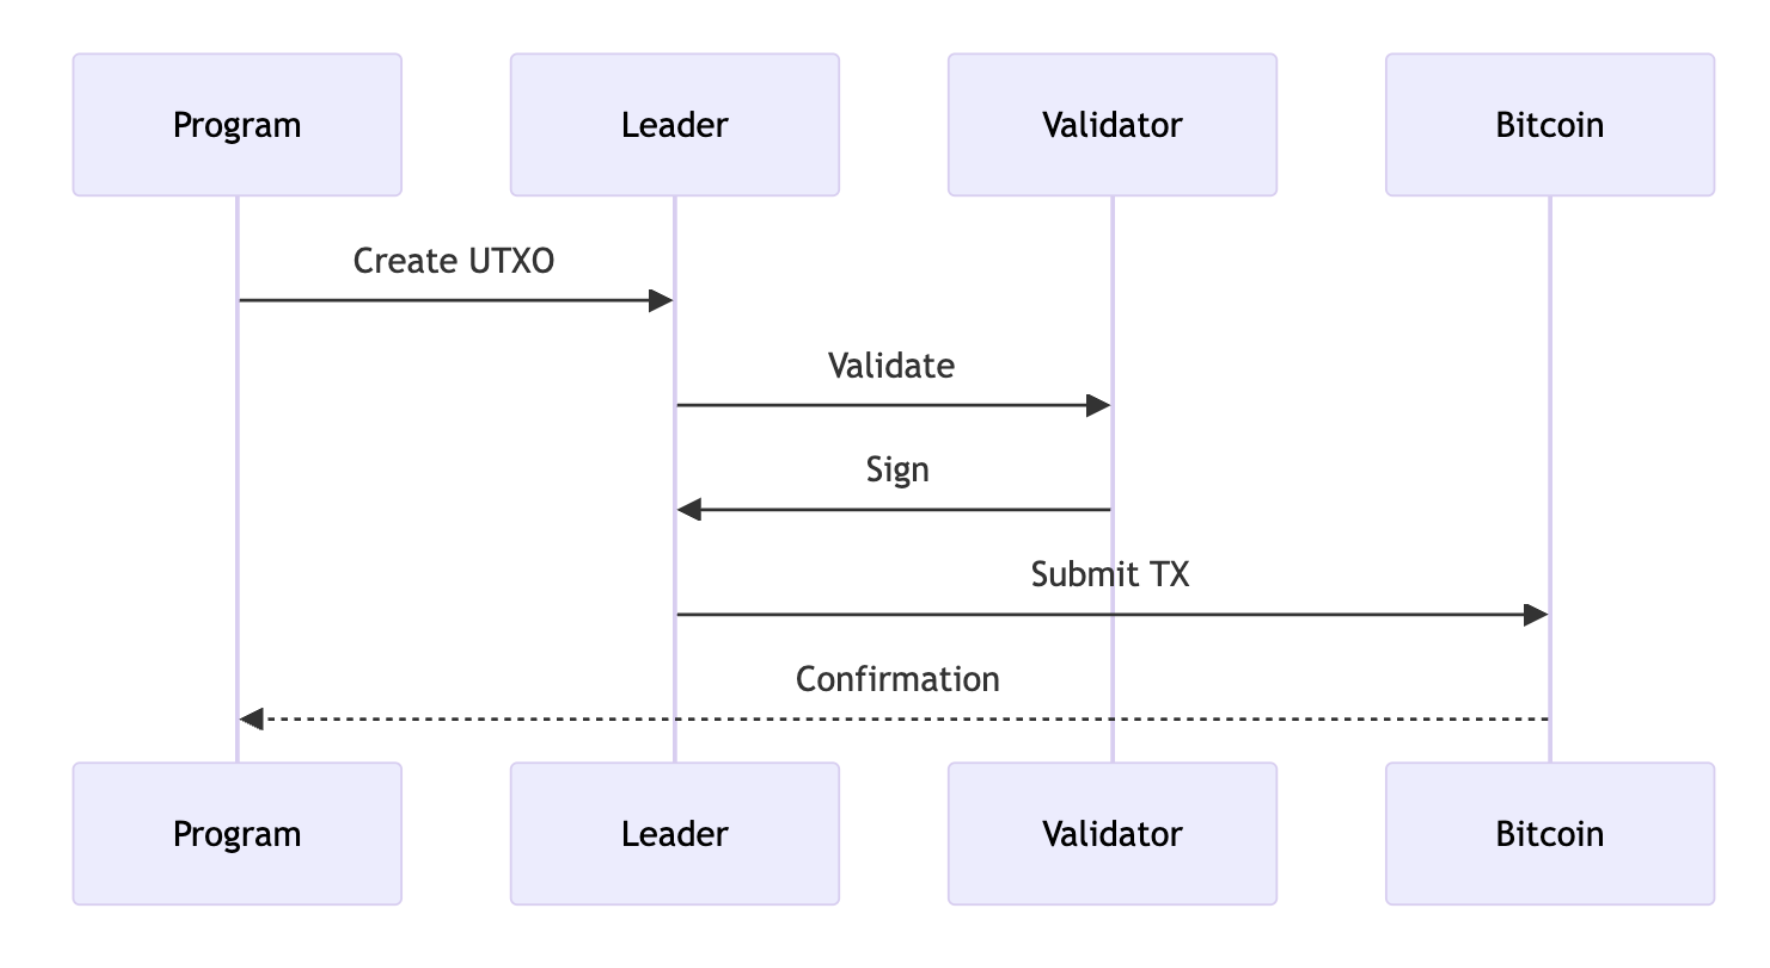 Program
Leader
Validator
Bitcoin
Create UTXO
Validate
Sign
Submit TX
Confirmation
Program
Leader
Validator
Bitcoin